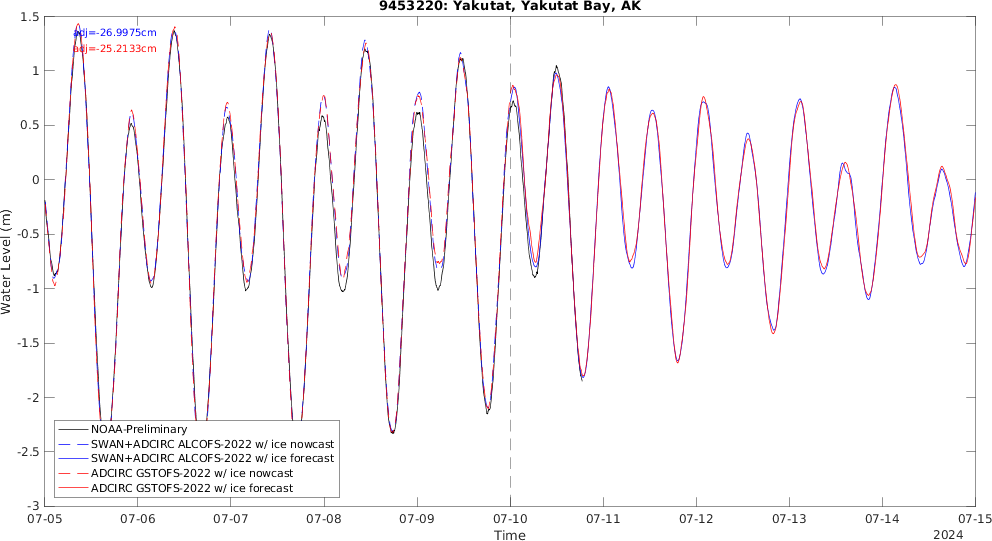 9453220: Yakutat, Yakutat Bay, AK
adj=-26.9975cm
adj=-25.2133cm
1.5
1
0.5
0
-0.5
-1
-1.5
-2
-2.5
-3
Water Level (m)
NOAA-Preliminary
SWAN+ADCIRC ALCOFS-2022 w/ ice nowcast
SWAN+ADCIRC ALCOFS-2022 w/ ice forecast
ADCIRC GSTOFS-2022 w/ ice nowcast
ADCIRC GSTOFS-2022 w/ ice forecast
07-05 07-06 07-07 07-08 07-09 07-10 07-11 07-12 07-13 07-14 07-15
Time
2024